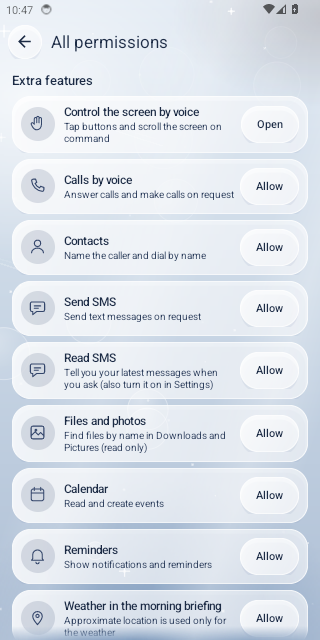 10:47
All permissions
Extra features
Control the screen by voice
Tap buttons and scroll the screen on
command
Open
Calls by voice
Answer calls and make calls on request
Allow
Contacts
Name the caller and dial by name
Allow
Send SMS
Send text messages on request
Allow
Read SMS
Tell you your latest messages when
you ask (also turn it on in Settings)
Allow
Files and photos
Find files by name in Downloads and
Pictures (read only)
Allow
Calendar
Read and create events
Allow
Reminders
Show notifications and reminders
Allow
Weather in the morning briefing
Approximate location is used only for
the weather
Allow